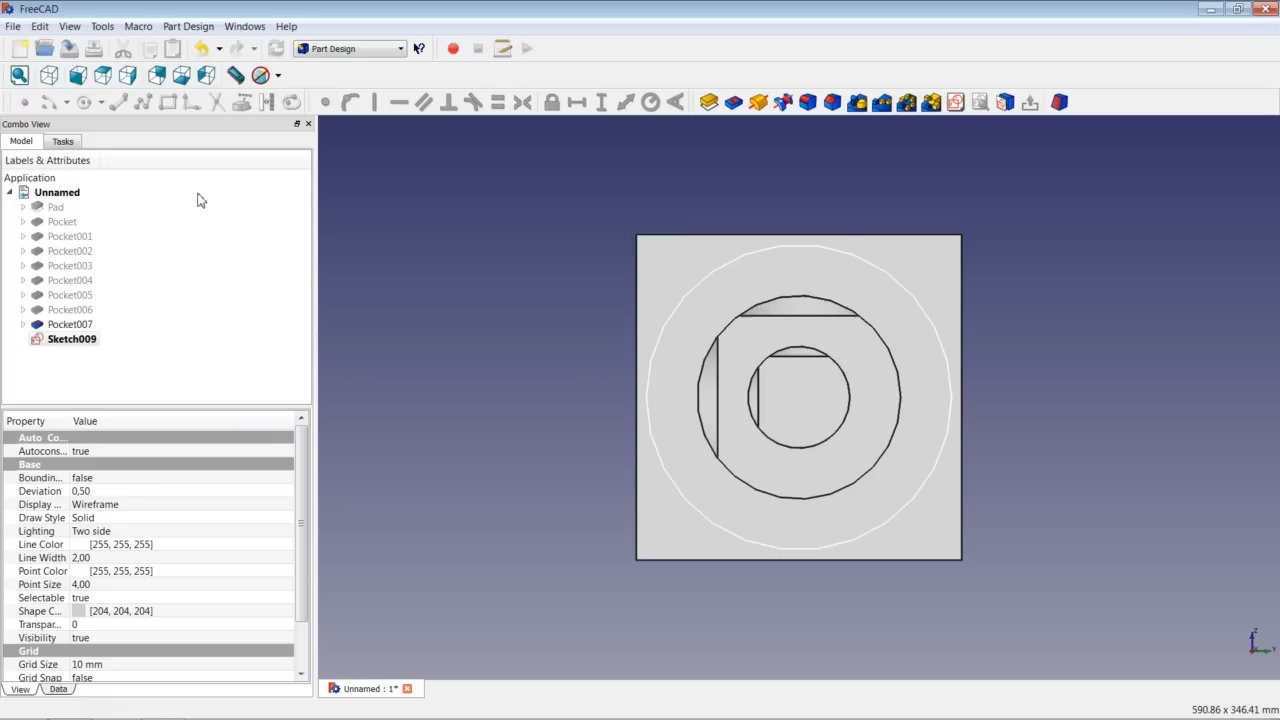 FreeCAD
File Edit View Tools Macro Part Design Windows Help
Part Design
Combo View
Model Tasks
Labels & Attributes
Application
Unnamed
Pad
Pocket
Pocket001
Pocket002
Pocket003
Pocket004
Pocket005
Pocket006
Pocket007
Sketch009
Property Value
Auto Co...
Autocons... true
Base
Boundin... false
Deviation 0,50
Display ... Wireframe
Draw Style Solid
Lighting Two side
Line Color [255, 255, 255]
Line Width 2,00
Point Color [255, 255, 255]
Point Size 4,00
Selectable true
Shape C... [204, 204, 204]
Transpar... 0
Visibility true
Grid
Grid Size 10 mm
Grid Snap false
View Data
Unnamed : 1*
590.86 x 346.41 mm